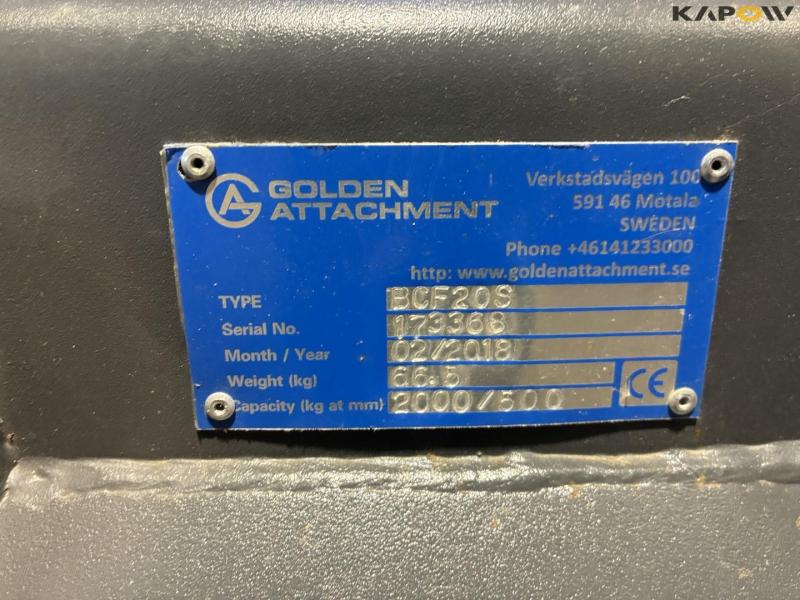 KAPOW
GOLDEN
ATTACHMENT
Verkstadsvägen 100
591 46 Motala
SWEDEN
Phone +46141233000
http: www.goldenattachment.se
TYPE BCF20S
Serial No. 173368
Month / Year 02/2018
Weight (kg) 66.5
Capacity (kg at mm) 2000/500
CE